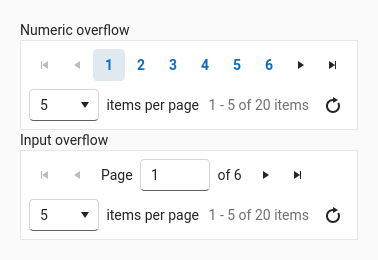 Numeric overflow
1 2 3 4 5 6
5 items per page 1 - 5 of 20 items
Input overflow
Page 1 of 6
5 items per page 1 - 5 of 20 items